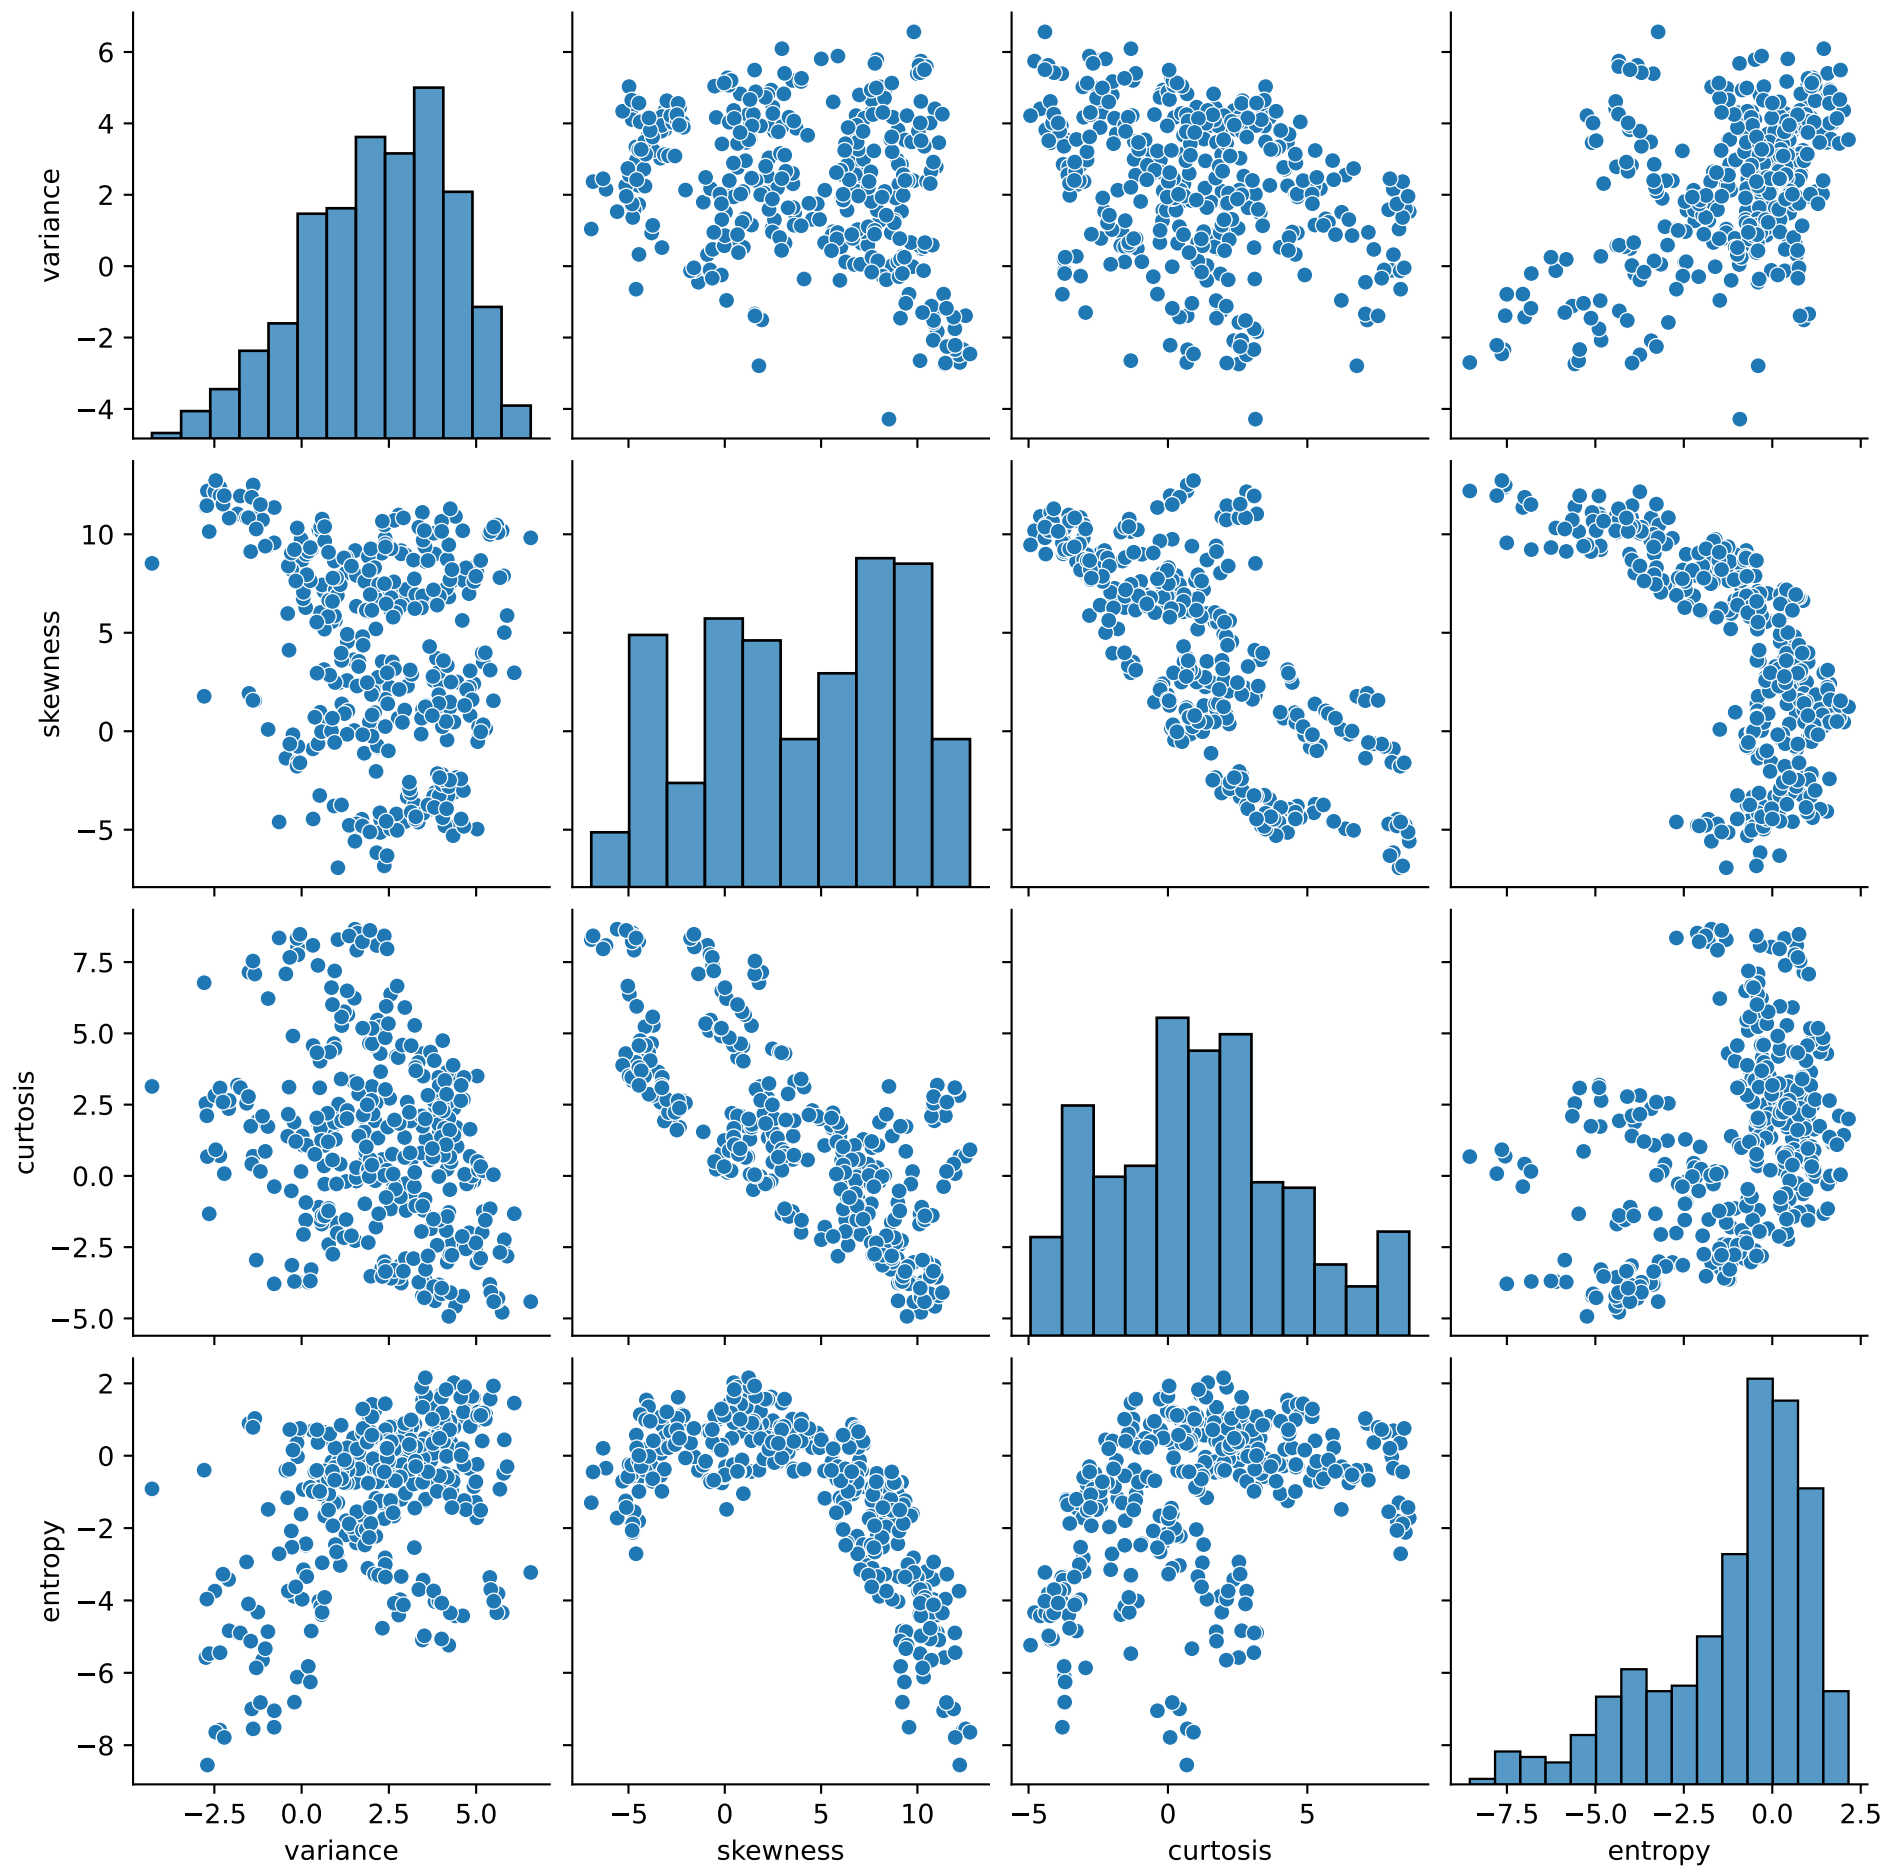 6
4
2
0
−2
−4
variance
10
5
0
−5
skewness
7.5
5.0
2.5
0.0
−2.5
−5.0
curtosis
2
0
−2
−4
−6
−8
entropy
−2.5 0.0 2.5 5.0
−5 0 5 10
−5 0 5
−7.5 −5.0 −2.5 0.0 2.5
variance skewness curtosis entropy